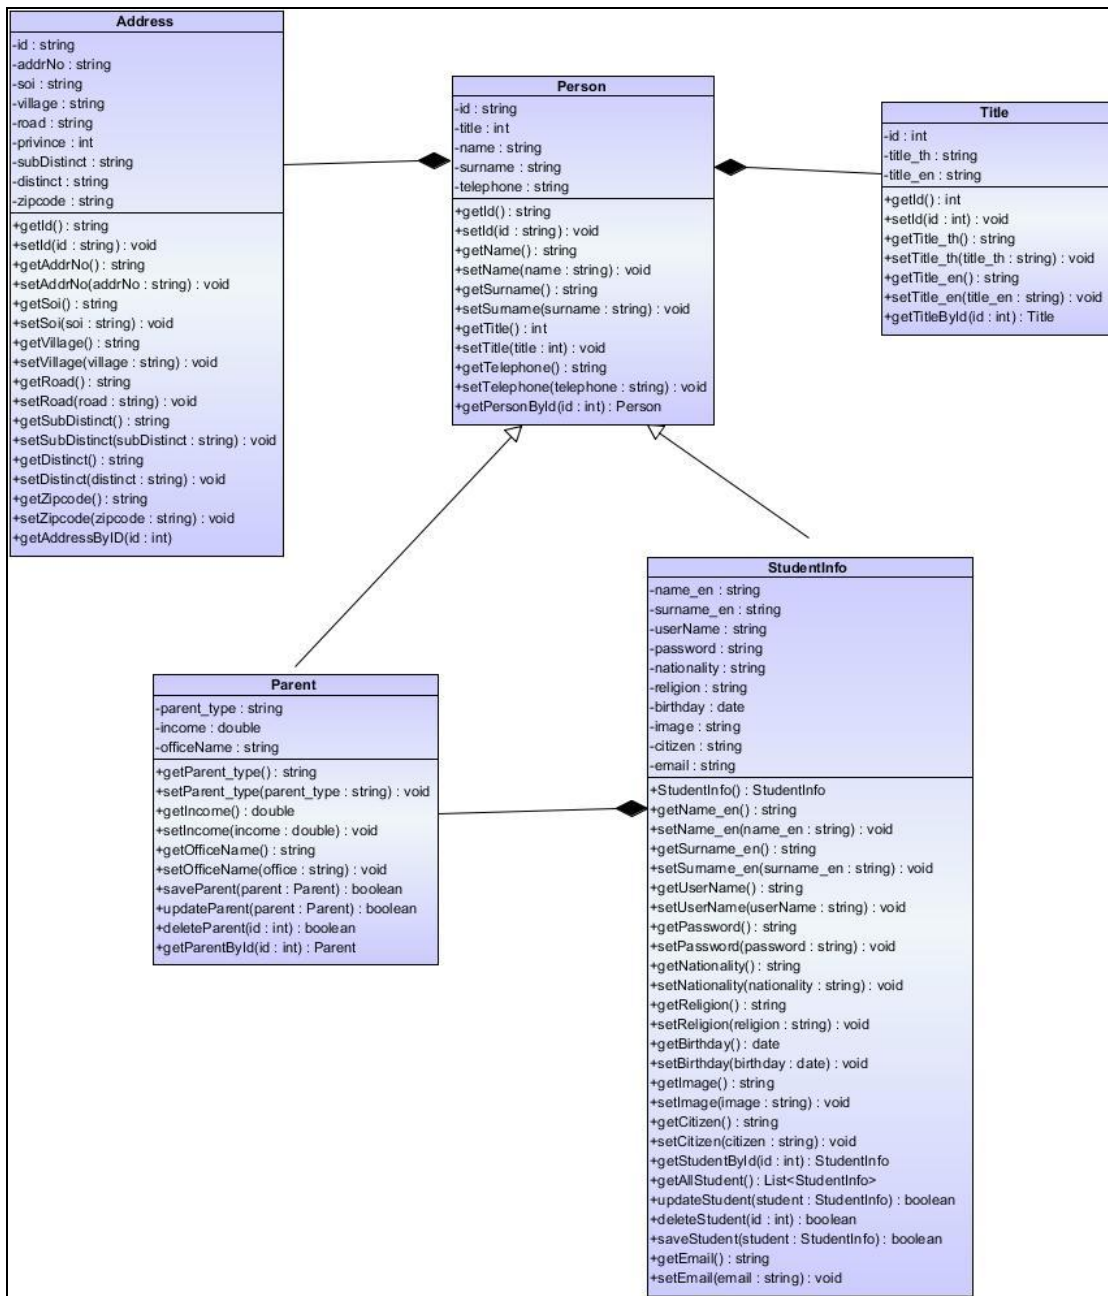 Address
-id : string
-addrNo : string
-soi : string
-village : string
-road : string
-privince : int
-subDistinct : string
-distinct : string
-zipcode : string
+getId() : string
+setId(id : string) : void
+getAddrNo() : string
+setAddrNo(addrNo : string) : void
+getSoi() : string
+setSoi(soi : string) : void
+getVillage() : string
+setVillage(village : string) : void
+getRoad() : string
+setRoad(road : string) : void
+getSubDistinct() : string
+setSubDistinct(subDistinct : string) : void
+getDistinct() : string
+setDistinct(distinct : string) : void
+getZipcode() : string
+setZipcode(zipcode : string) : void
+getAddressByID(id : int)
Person
-id : string
-title : int
-name : string
-surname : string
-telephone : string
+getId() : string
+setId(id : string) : void
+getName() : string
+setName(name : string) : void
+getSurname() : string
+setSurname(surname : string) : void
+getTitle() : int
+setTitle(title : int) : void
+getTelephone() : string
+setTelephone(telephone : string) : void
+getPersonById(id : int) : Person
Title
-id : int
-title_th : string
-title_en : string
+getId() : int
+setId(id : int) : void
+getTitle_th() : string
+setTitle_th(title_th : string) : void
+getTitle_en() : string
+setTitle_en(title_en : string) : void
+getTitleById(id : int) : Title
Parent
-parent_type : string
-income : double
-officeName : string
+getParent_type() : string
+setParent_type(parent_type : string) : void
+getIncome() : double
+setIncome(income : double) : void
+getOfficeName() : string
+setOfficeName(office : string) : void
+saveParent(parent : Parent) : boolean
+updateParent(parent : Parent) : boolean
+deleteParent(id : int) : boolean
+getParentById(id : int) : Parent
StudentInfo
-name_en : string
-surname_en : string
-userName : string
-password : string
-nationality : string
-religion : string
-birthday : date
-image : string
-citizen : string
-email : string
+StudentInfo() : StudentInfo
+getName_en() : string
+setName_en(name_en : string) : void
+getSurname_en() : string
+setSurname_en(surname_en : string) : void
+getUserName() : string
+setUserName(userName : string) : void
+getPassword() : string
+setPassword(password : string) : void
+getNationality() : string
+setNationality(nationality : string) : void
+getReligion() : string
+setReligion(religion : string) : void
+getBirthday() : date
+setBirthday(birthday : date) : void
+getImage() : string
+setImage(image : string) : void
+getCitizen() : string
+setCitizen(citizen : string) : void
+getStudentById(id : int) : StudentInfo
+getAllStudent() : List<StudentInfo>
+updateStudent(student : StudentInfo) : boolean
+deleteStudent(id : int) : boolean
+saveStudent(student : StudentInfo) : boolean
+getEmail() : string
+setEmail(email : string) : void